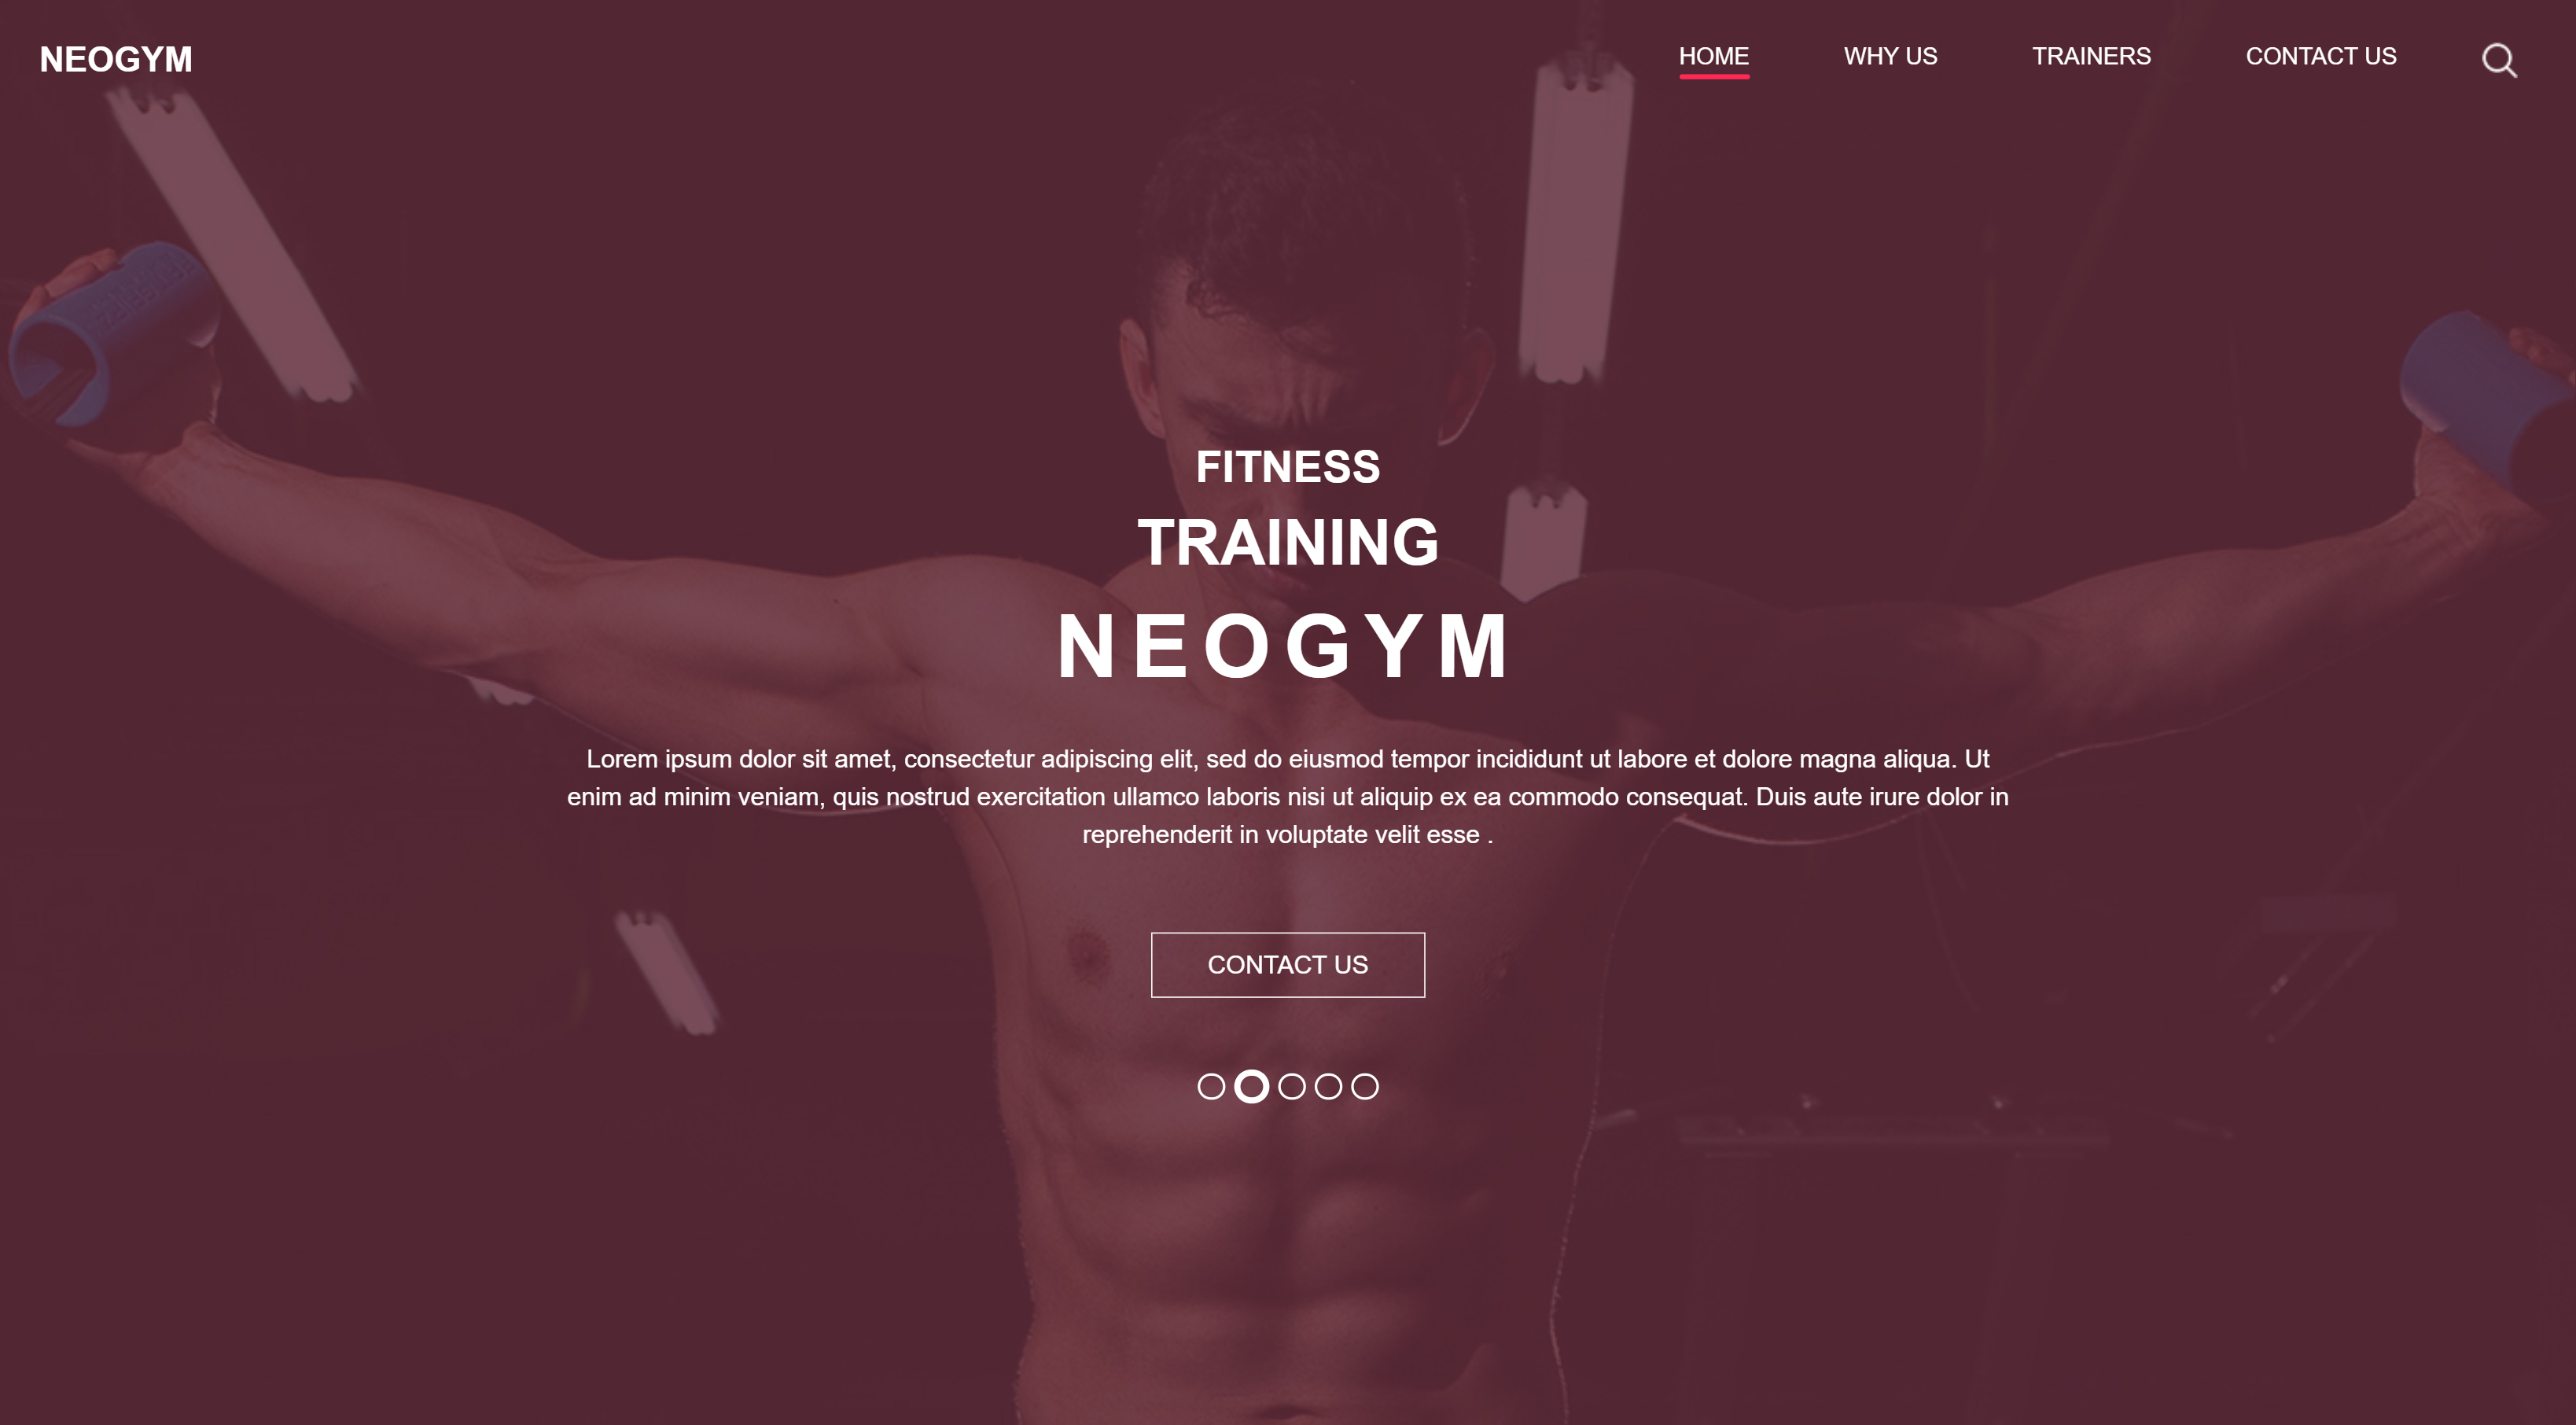 NEOGYM
HOME WHY US TRAINERS CONTACT US
FITNESS
TRAINING
NEOGYM
Lorem ipsum dolor sit amet, consectetur adipiscing elit, sed do eiusmod tempor incididunt ut labore et dolore magna aliqua. Ut
enim ad minim veniam, quis nostrud exercitation ullamco laboris nisi ut aliquip ex ea commodo consequat. Duis aute irure dolor in
reprehenderit in voluptate velit esse .
CONTACT US